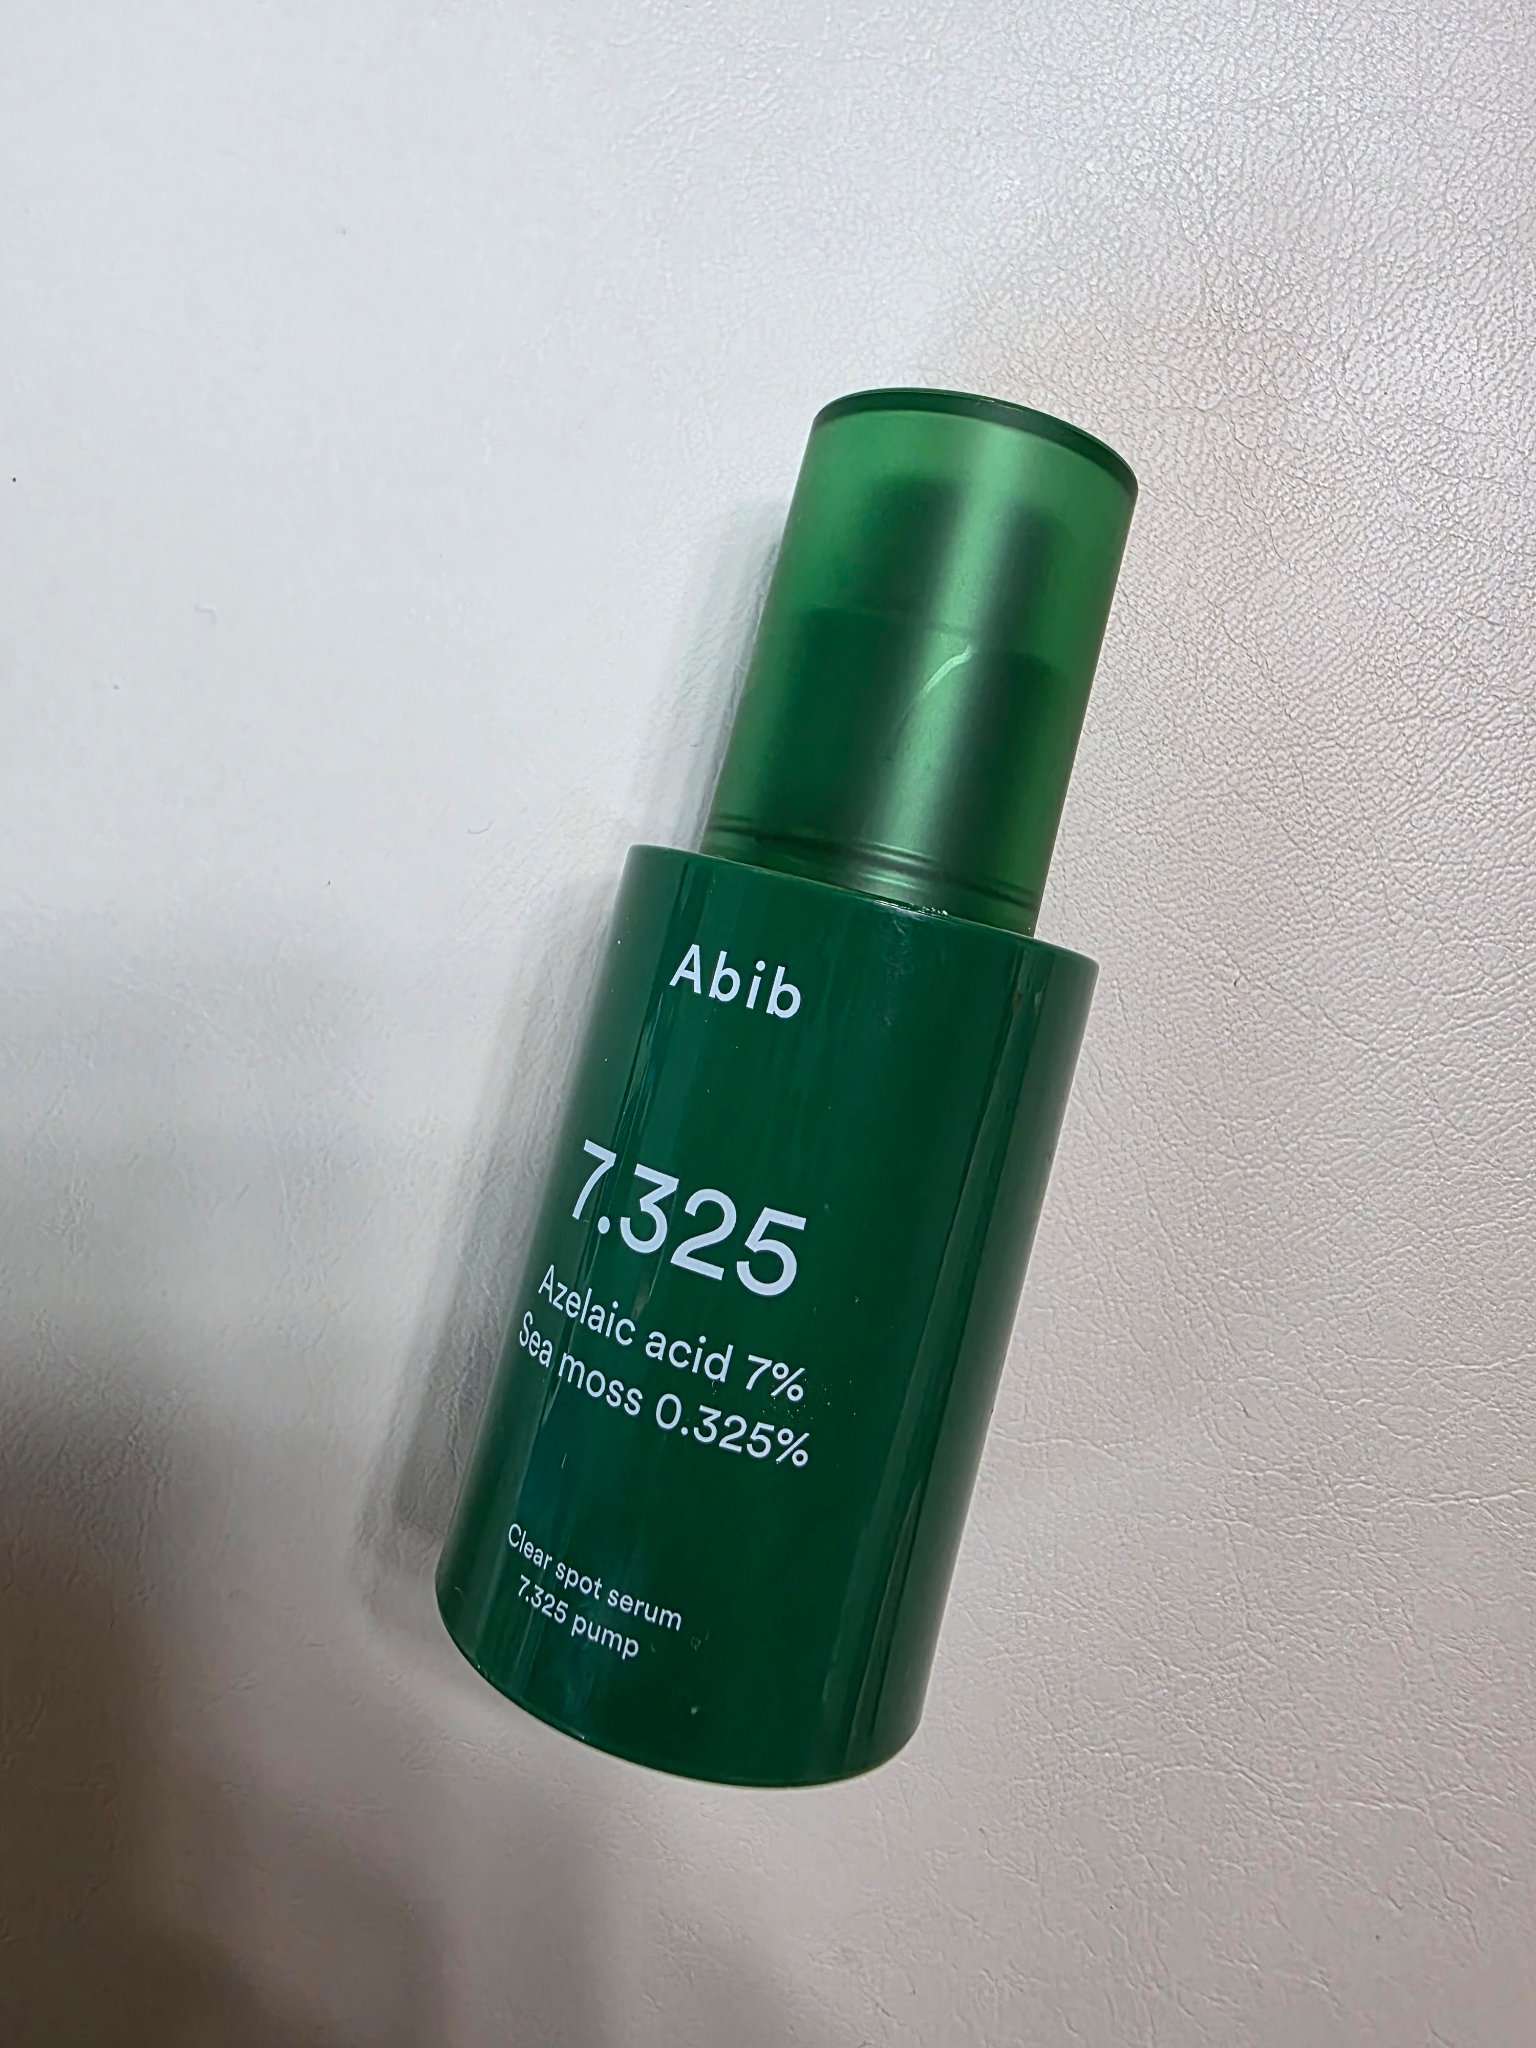 Abib
7.325
Azelaic acid 7%
Sea moss 0.325%
Clear spot serum
7.325 pump